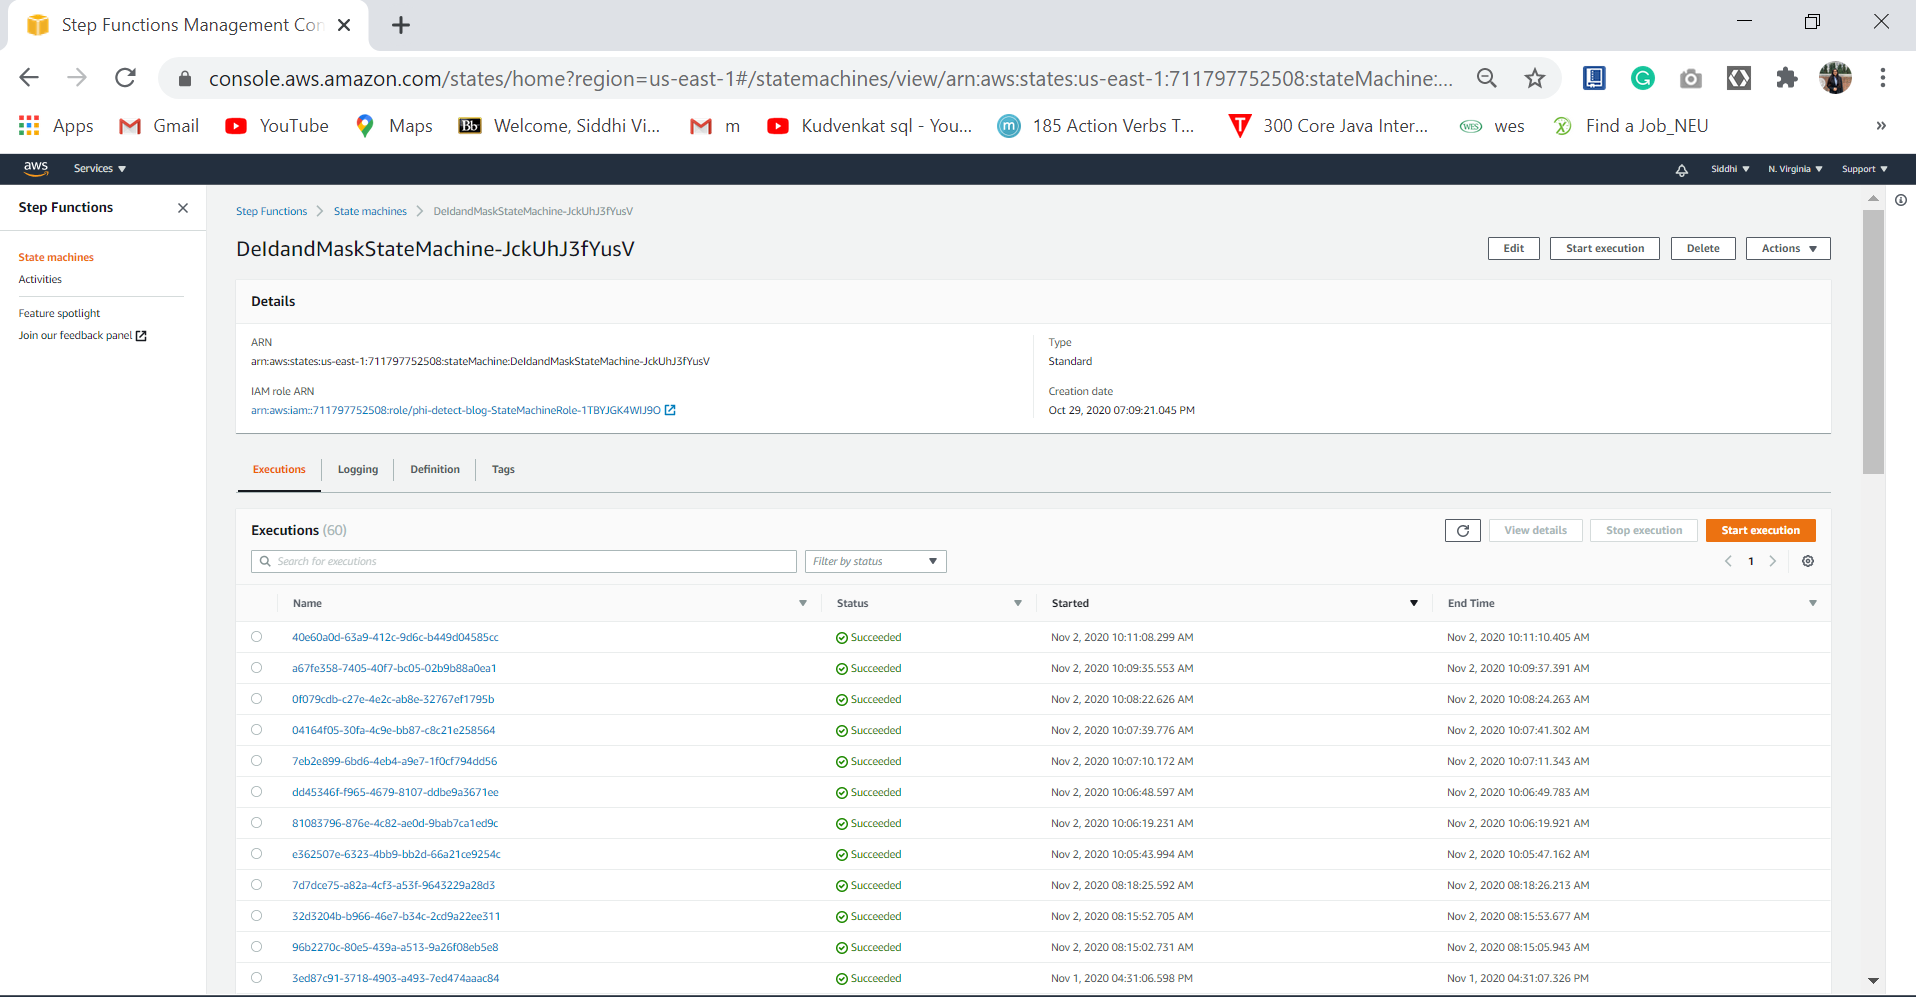 Step Functions Management Con
console.aws.amazon.com/states/home?region=us-east-1#/statemachines/view/arn:aws:states:us-east-1:711797752508:stateMachine:...
Apps Gmail YouTube Maps Bb Welcome, Siddhi Vi... m Kudvenkat sql - You... m 185 Action Verbs T... T 300 Core Java Inter... WES wes Find a Job_NEU »
aws Services Siddhi N. Virginia Support
Step Functions
State machines
Activities
Feature spotlight
Join our feedback panel
Step Functions State machines DeIdandMaskStateMachine-JckUhJ3fYusV
DeIdandMaskStateMachine-JckUhJ3fYusV Edit Start execution Delete Actions
Details
ARN Type
arn:aws:states:us-east-1:711797752508:stateMachine:DeIdandMaskStateMachine-JckUhJ3fYusV Standard
IAM role ARN Creation date
arn:aws:iam::711797752508:role/phi-detect-blog-StateMachineRole-1TBYJGK4WIJ9O Oct 29, 2020 07:09:21.045 PM
Executions Logging Definition Tags
Executions (60) View details Stop execution Start execution
Search for executions Filter by status 1
Name Status Started End Time
40e60a0d-63a9-412c-9d6c-b449d04585cc Succeeded Nov 2, 2020 10:11:08.299 AM Nov 2, 2020 10:11:10.405 AM
a67fe358-7405-40f7-bc05-02b9b88a0ea1 Succeeded Nov 2, 2020 10:09:35.553 AM Nov 2, 2020 10:09:37.391 AM
0f079cdb-c27e-4e2c-ab8e-32767ef1795b Succeeded Nov 2, 2020 10:08:22.626 AM Nov 2, 2020 10:08:24.263 AM
04164f05-30fa-4c9e-bb87-c8c21e258564 Succeeded Nov 2, 2020 10:07:39.776 AM Nov 2, 2020 10:07:41.302 AM
7eb2e899-6bd6-4eb4-a9e7-1f0cf794dd56 Succeeded Nov 2, 2020 10:07:10.172 AM Nov 2, 2020 10:07:11.343 AM
dd45346f-f965-4679-8107-ddbe9a3671ee Succeeded Nov 2, 2020 10:06:48.597 AM Nov 2, 2020 10:06:49.783 AM
81083796-876e-4c82-ae0d-9bab7ca1ed9c Succeeded Nov 2, 2020 10:06:19.231 AM Nov 2, 2020 10:06:19.921 AM
e362507e-6323-4bb9-bb2d-66a21ce9254c Succeeded Nov 2, 2020 10:05:43.994 AM Nov 2, 2020 10:05:47.162 AM
7d7dce75-a82a-4cf3-a53f-9643229a28d3 Succeeded Nov 2, 2020 08:18:25.592 AM Nov 2, 2020 08:18:26.213 AM
32d3204b-b966-46e7-b34c-2cd9a22ee311 Succeeded Nov 2, 2020 08:15:52.705 AM Nov 2, 2020 08:15:53.677 AM
96b2270c-80e5-439a-a513-9a26f08eb5e8 Succeeded Nov 2, 2020 08:15:02.731 AM Nov 2, 2020 08:15:05.943 AM
3ed87c91-3718-4903-a493-7ed474aaac84 Succeeded Nov 1, 2020 04:31:06.598 PM Nov 1, 2020 04:31:07.326 PM